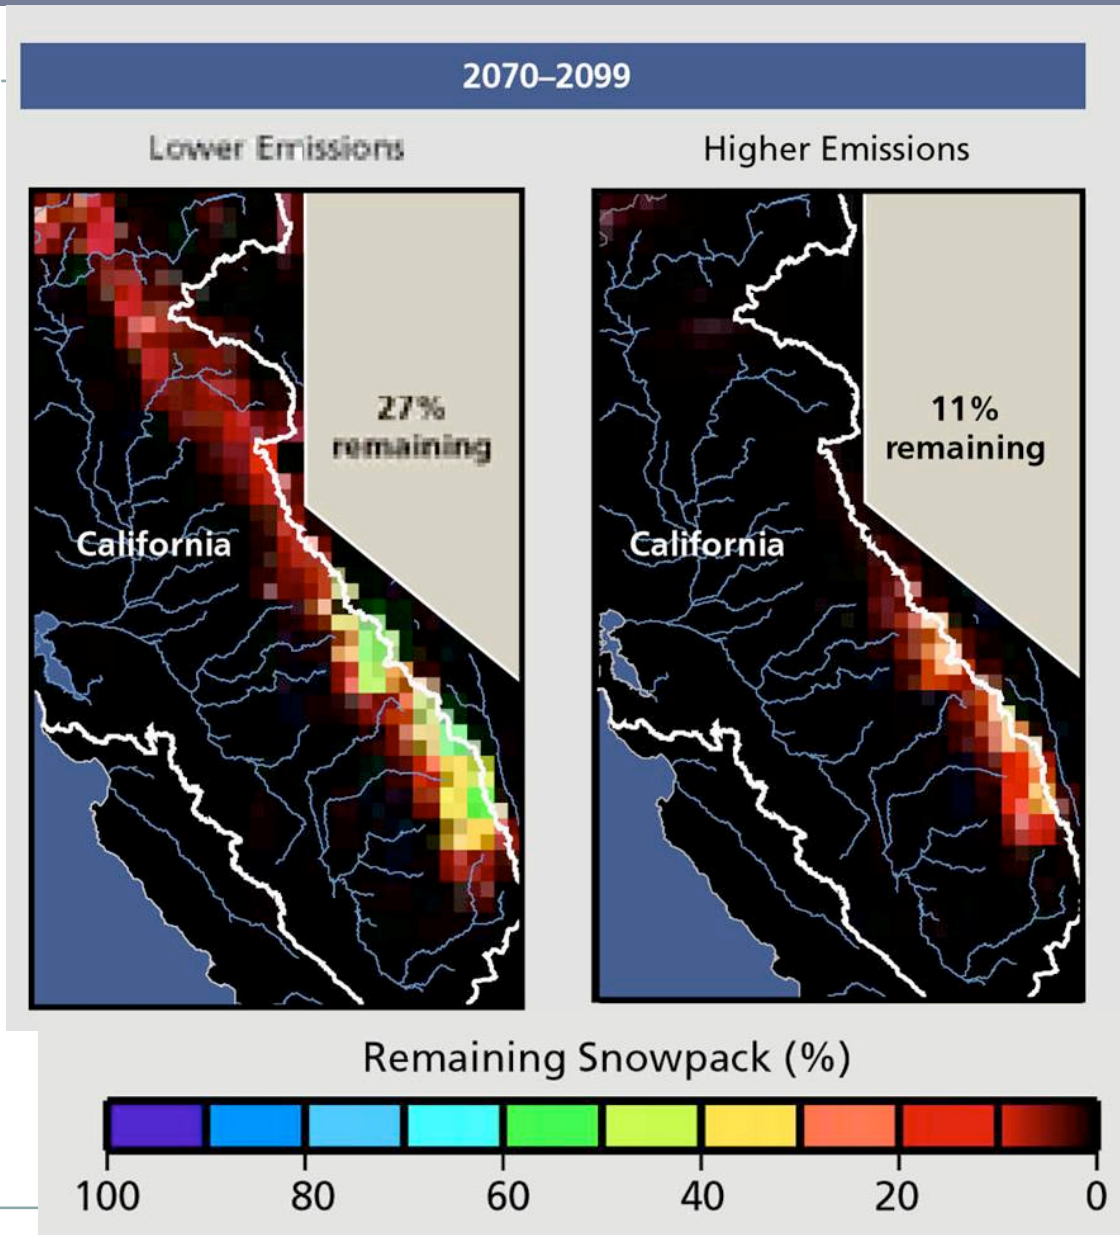 2070–2099
Lower Emissions
Higher Emissions
27%
remaining
11%
remaining
California
California
Remaining Snowpack (%)
100 80 60 40 20 0